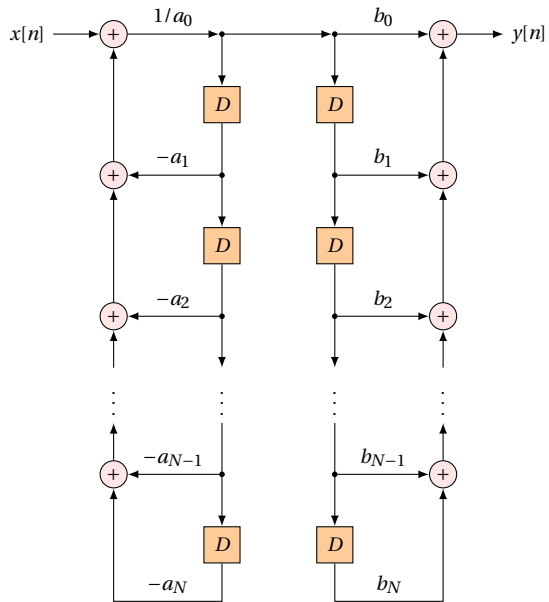 x[n] + 1/a₀ b₀ + y[n]
D D
+ −a₁ b₁ +
D D
+ −a₂ b₂ +
⋮ ⋮ ⋮ ⋮
+ −a_{N−1} b_{N−1} +
D D
−a_N b_N